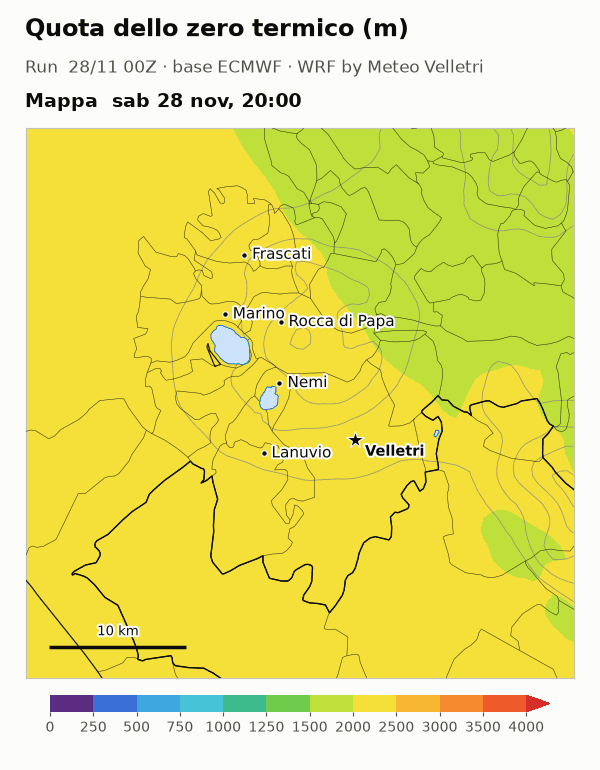 Quota dello zero termico (m)
Run 28/11 00Z · base ECMWF · WRF by Meteo Velletri
Mappa sab 28 nov, 20:00
Frascati
Marino
Rocca di Papa
Nemi
Velletri
Lanuvio
10 km
0 250 500 750 1000 1250 1500 2000 2500 3000 3500 4000